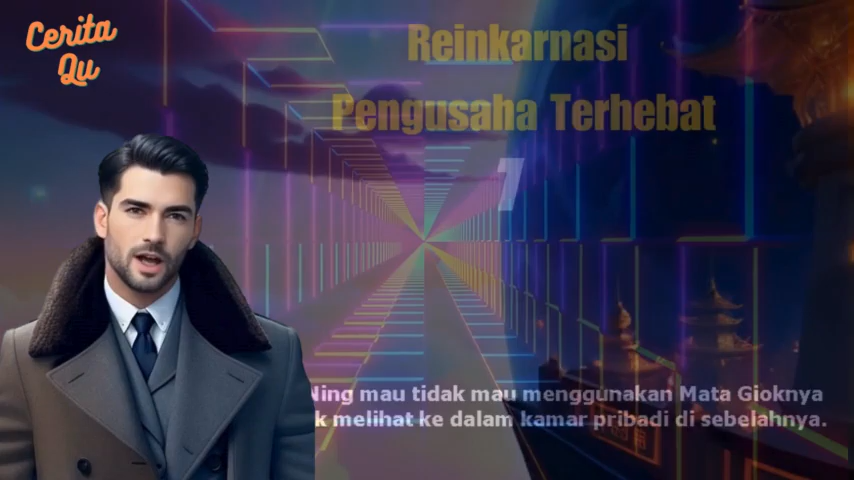 Cerita
Qu
Reinkarnasi
Pengusaha Terhebat
Ning mau tidak mau menggunakan Mata Gioknya
melihat ke dalam kamar pribadi di sebelahnya.